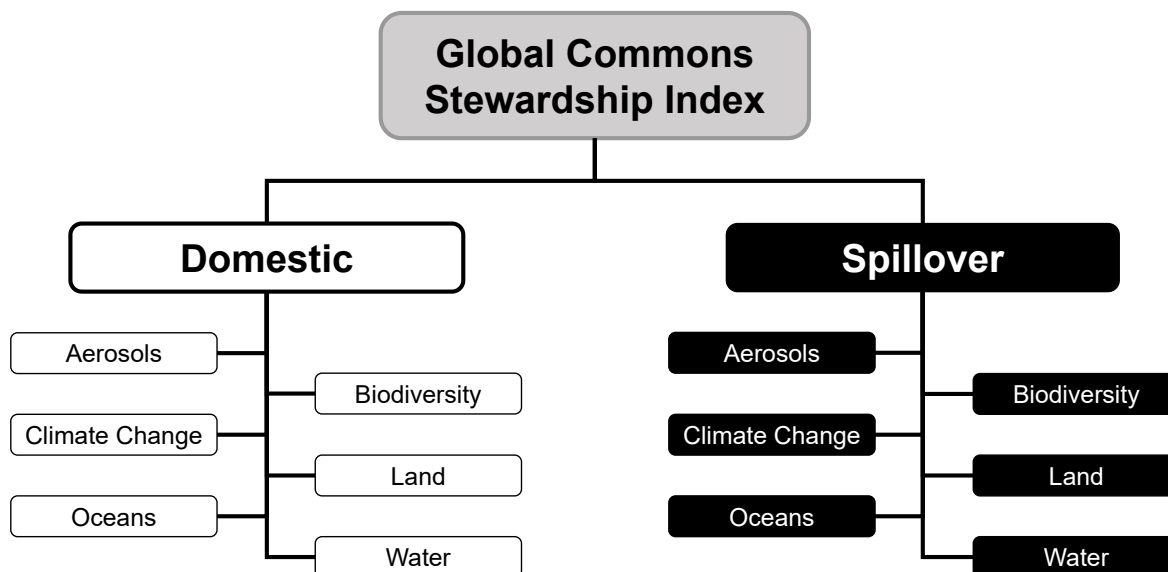 Global Commons
Stewardship Index
Domestic
Spillover
Aerosols
Biodiversity
Climate Change
Land
Oceans
Water
Aerosols
Biodiversity
Climate Change
Land
Oceans
Water